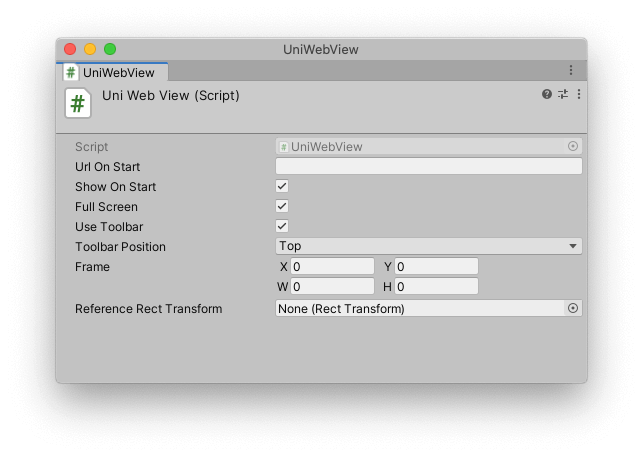 UniWebView
UniWebView
Uni Web View (Script)
Script UniWebView
Url On Start
Show On Start
Full Screen
Use Toolbar
Toolbar Position Top
Frame X 0 Y 0
W 0 H 0
Reference Rect Transform None (Rect Transform)